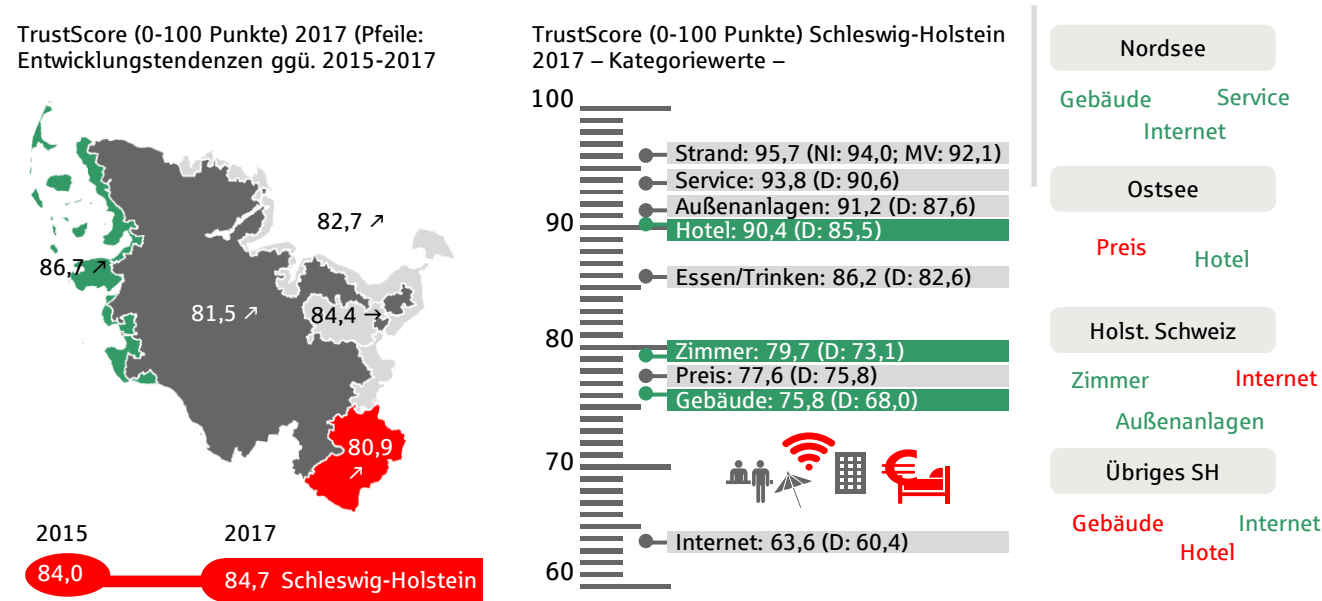 TrustScore (0-100 Punkte) 2017 (Pfeile:
Entwicklungstendenzen ggü. 2015-2017
82,7 ↗
86,7 ↗
81,5 ↗
84,4 →
80,9
↗
2015
2017
84,0
84,7 Schleswig-Holstein
TrustScore (0-100 Punkte) Schleswig-Holstein
2017 – Kategoriewerte –
100
Strand: 95,7 (NI: 94,0; MV: 92,1)
Service: 93,8 (D: 90,6)
Außenanlagen: 91,2 (D: 87,6)
90
Hotel: 90,4 (D: 85,5)
Essen/Trinken: 86,2 (D: 82,6)
80
Zimmer: 79,7 (D: 73,1)
Preis: 77,6 (D: 75,8)
Gebäude: 75,8 (D: 68,0)
70
Internet: 63,6 (D: 60,4)
60
Nordsee
Gebäude Service
Internet
Ostsee
Preis Hotel
Holst. Schweiz
Zimmer Internet
Außenanlagen
Übriges SH
Gebäude Internet
Hotel